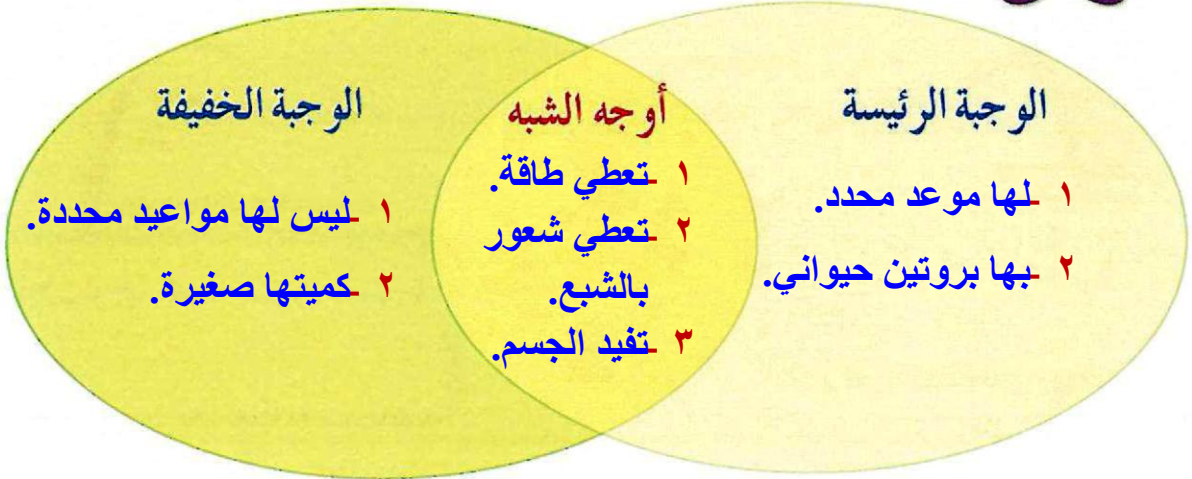 الوجبة الرئيسة
١ -لها موعد محدد.
٢ -بها بروتين حيواني.
أوجه الشبه
١ -تعطي طاقة.
٢ -تعطي شعور
بالشبع.
٣ -تفيد الجسم.
الوجبة الخفيفة
١ -ليس لها مواعيد محددة.
٢ -كميتها صغيرة.